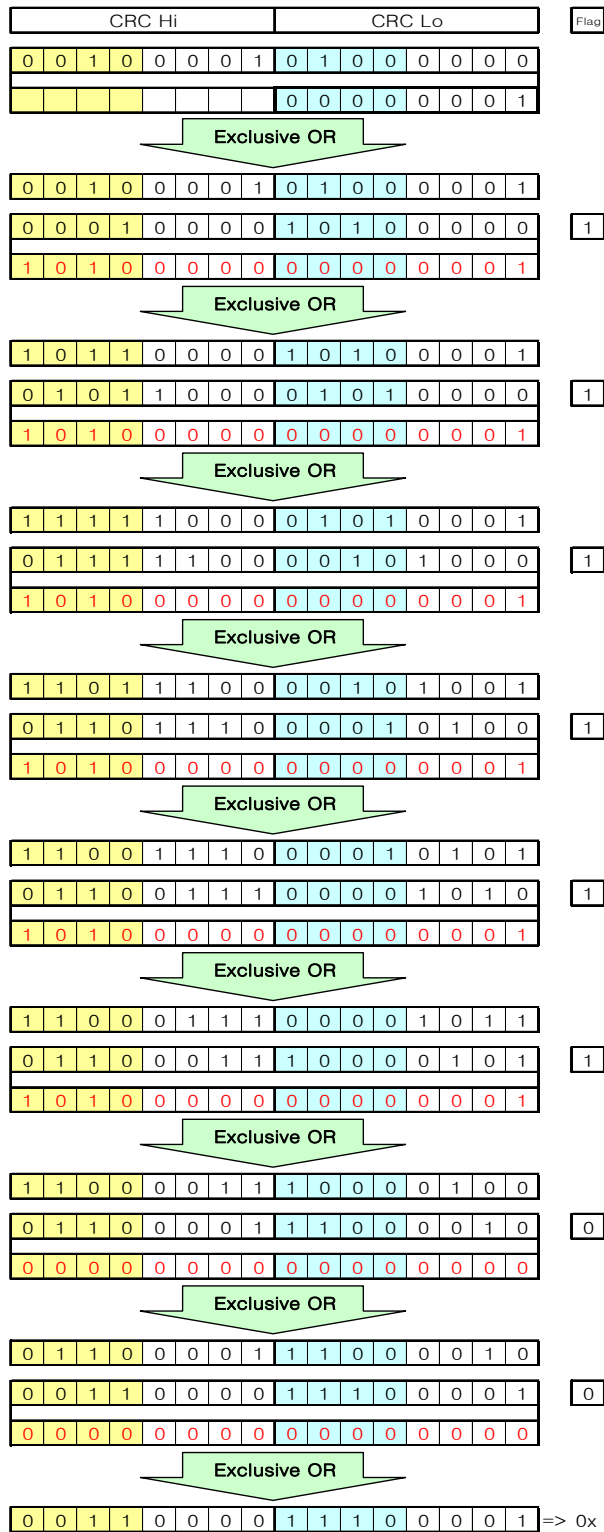 CRC Hi CRC Lo Flag
0 0 1 0 0 0 0 1 0 1 0 0 0 0 0 0
0 0 0 0 0 0 0 1
Exclusive OR
0 0 1 0 0 0 0 1 0 1 0 0 0 0 0 1
0 0 0 1 0 0 0 0 1 0 1 0 0 0 0 0 1
1 0 1 0 0 0 0 0 0 0 0 0 0 0 0 1
Exclusive OR
1 0 1 1 0 0 0 0 1 0 1 0 0 0 0 1
0 1 0 1 1 0 0 0 0 1 0 1 0 0 0 0 1
1 0 1 0 0 0 0 0 0 0 0 0 0 0 0 1
Exclusive OR
1 1 1 1 1 0 0 0 0 1 0 1 0 0 0 1
0 1 1 1 1 1 0 0 0 0 1 0 1 0 0 0 1
1 0 1 0 0 0 0 0 0 0 0 0 0 0 0 1
Exclusive OR
1 1 0 1 1 1 0 0 0 0 1 0 1 0 0 1
0 1 1 0 1 1 1 0 0 0 0 1 0 1 0 0 1
1 0 1 0 0 0 0 0 0 0 0 0 0 0 0 1
Exclusive OR
1 1 0 0 1 1 1 0 0 0 0 1 0 1 0 1
0 1 1 0 0 1 1 1 0 0 0 0 1 0 1 0 1
1 0 1 0 0 0 0 0 0 0 0 0 0 0 0 1
Exclusive OR
1 1 0 0 0 1 1 1 0 0 0 0 1 0 1 1
0 1 1 0 0 0 1 1 1 0 0 0 0 1 0 1 1
1 0 1 0 0 0 0 0 0 0 0 0 0 0 0 1
Exclusive OR
1 1 0 0 0 0 1 1 1 0 0 0 0 1 0 0
0 1 1 0 0 0 0 1 1 1 0 0 0 0 1 0 0
0 0 0 0 0 0 0 0 0 0 0 0 0 0 0 0
Exclusive OR
0 1 1 0 0 0 0 1 1 1 0 0 0 0 1 0
0 0 1 1 0 0 0 0 1 1 1 0 0 0 0 1 0
0 0 0 0 0 0 0 0 0 0 0 0 0 0 0 0
Exclusive OR
0 0 1 1 0 0 0 0 1 1 1 0 0 0 0 1 => 0x